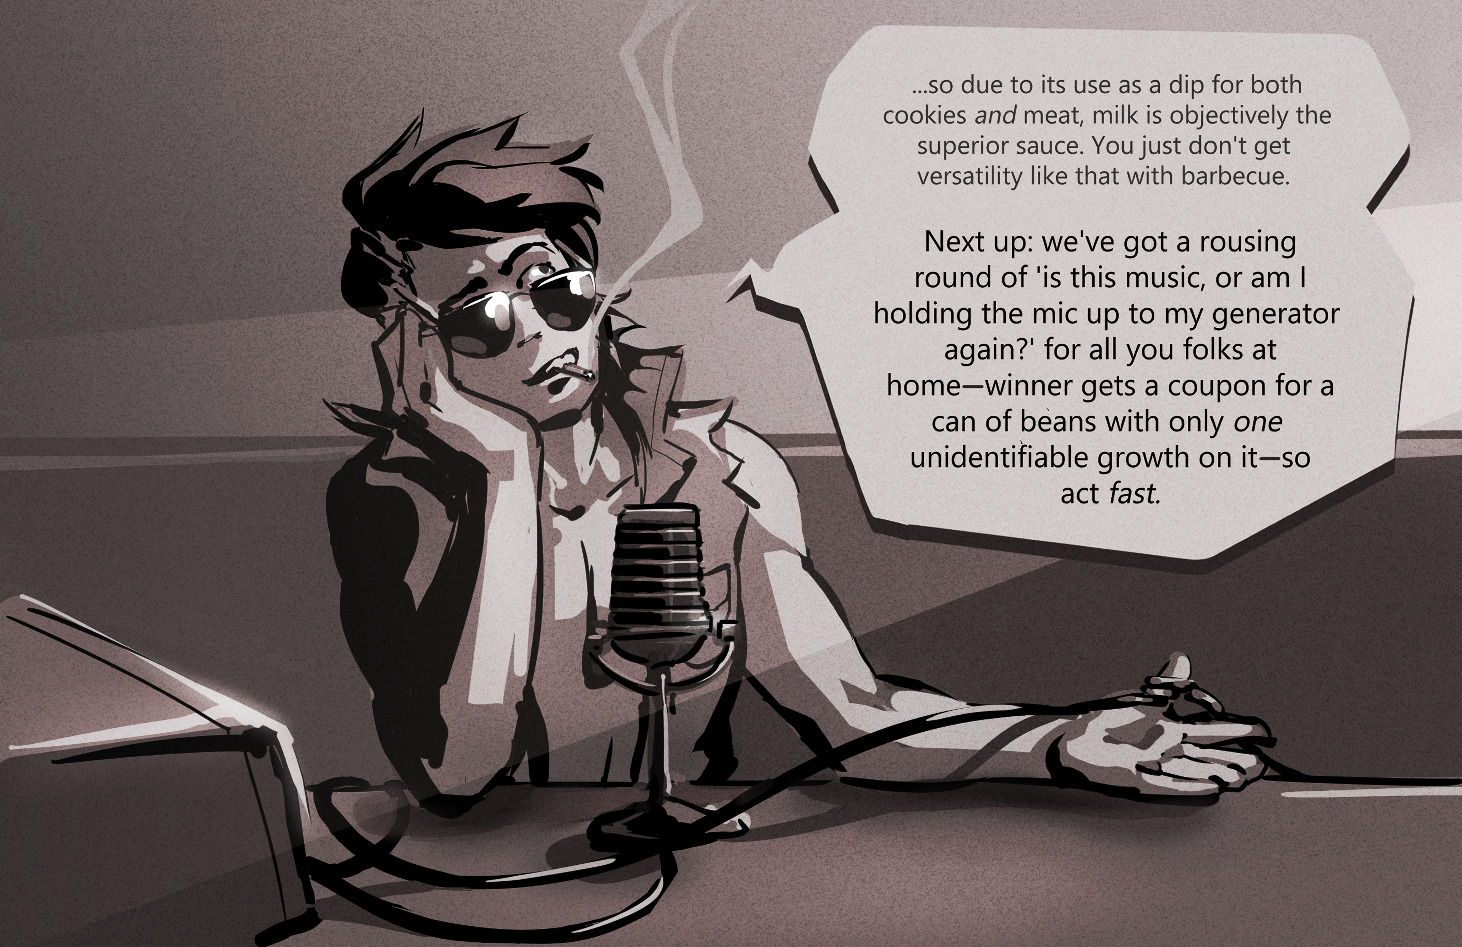 ...so due to its use as a dip for both
cookies and meat, milk is objectively the
superior sauce. You just don't get
versatility like that with barbecue.
Next up: we've got a rousing
round of 'is this music, or am I
holding the mic up to my generator
again?' for all you folks at
home—winner gets a coupon for a
can of beans with only one
unidentifiable growth on it—so
act fast.